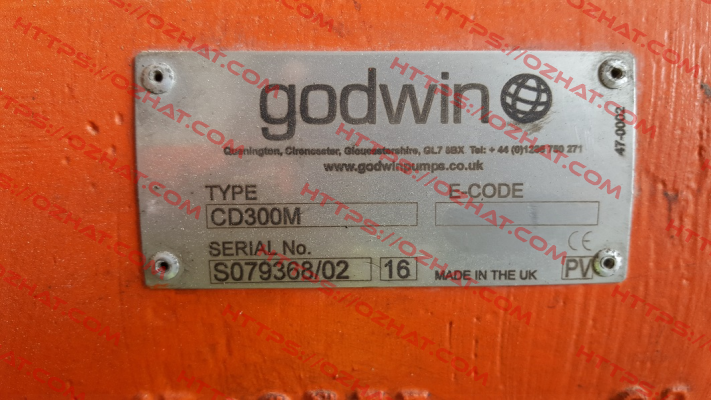 godwin
Quenington, Cirencester, Gloucestershire, GL7 5BX Tel: + 44 (0)1285 750 271
www.godwinpumps.co.uk
47-0002
TYPE
E-CODE
CD300M
SERIAL No.
CE
S079368/02
16
MADE IN THE UK
PV
HTTPS://OZHAT.COM